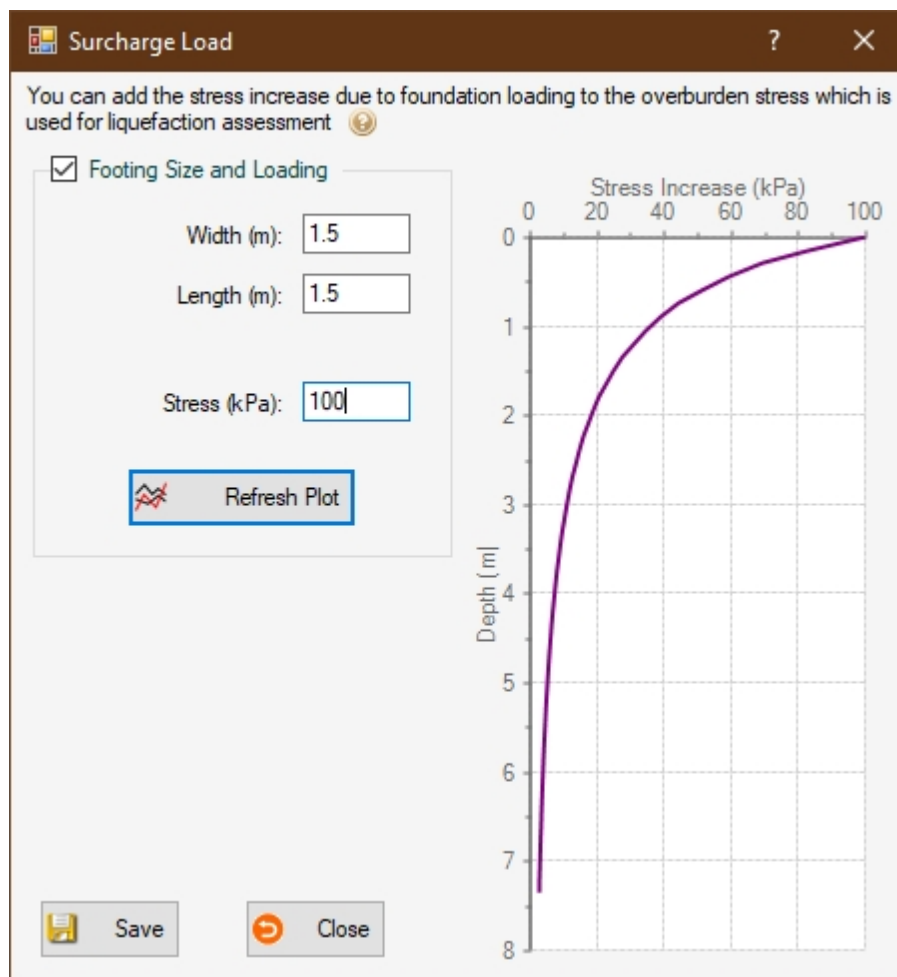 Surcharge Load ?
You can add the stress increase due to foundation loading to the overburden stress which is
used for liquefaction assessment ?
Footing Size and Loading
Width (m): 1.5
Length (m): 1.5
Stress (kPa): 100
Refresh Plot
Save
Close
Stress Increase (kPa)
0 20 40 60 80 100
0
1
2
3
4
5
6
7
8
Depth ( m|